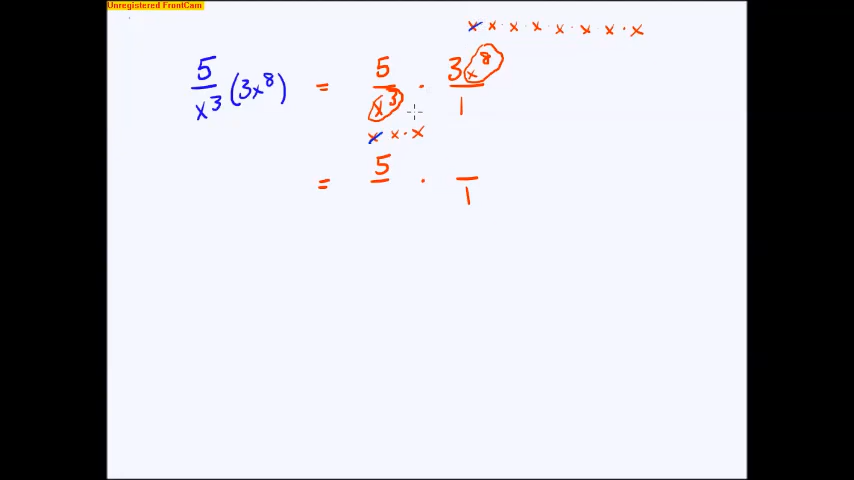 Unregistered FrontCam
x · x · x · x · x · x · x · x
5/x³ (3x⁸) = 5/x³ · 3x⁸/1
x · x · x
= 5/ · /1